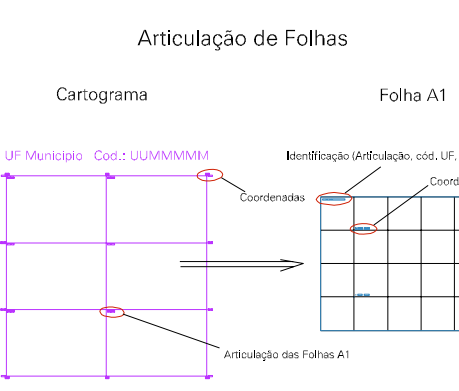 Articulação de Folhas
Cartograma
Folha A1
UF Municipio Cod.: UUMMMMM
Identificação (Articulação, cód. UF,
Coordenadas
Coord
Articulação das Folhas A1